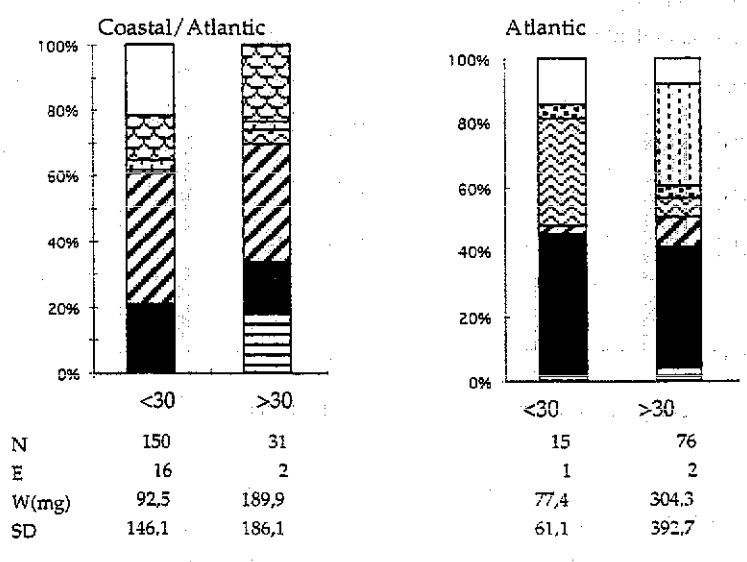 Coastal/Atlantic
100%
80%
60%
40%
20%
0%
<30 >30
Atlantic
100%
80%
60%
40%
20%
0%
<30 >30
N 150 31 15 76
E 16 2 1 2
W(mg) 92,5 189,9 77,4 304,3
SD 146,1 186,1 61,1 392,7